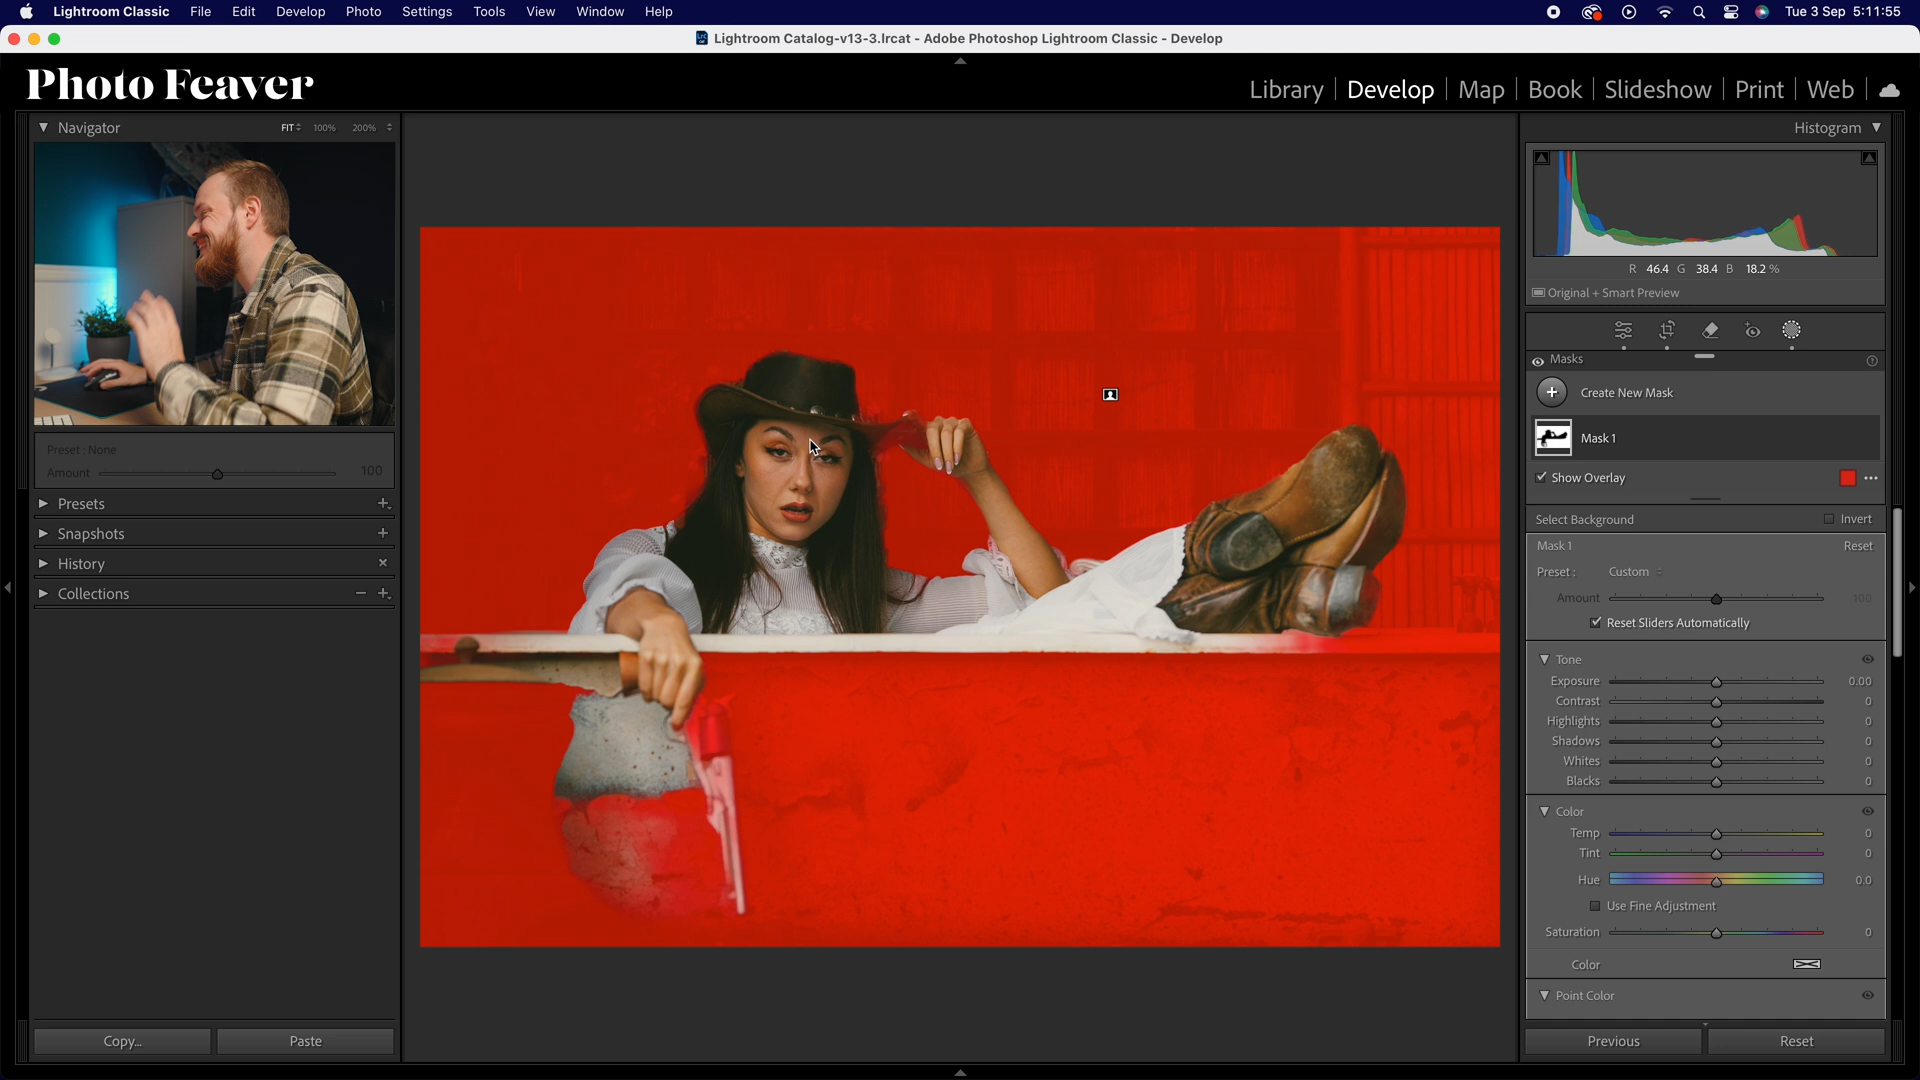 Lightroom Classic File Edit Develop Photo Settings Tools View Window Help Tue 3 Sep 5:11:55
Lightroom Catalog-v13-3.lrcat - Adobe Photoshop Lightroom Classic - Develop
Photo Feaver
Library | Develop | Map | Book | Slideshow | Print | Web
Navigator FIT 100% 200%
Preset : None
Amount 100
Presets
Snapshots
History
Collections
Copy... Paste
Histogram
R 46.4 G 38.4 B 18.2 %
Original + Smart Preview
Masks
Create New Mask
Mask 1
Show Overlay
Select Background Invert
Mask 1 Reset
Preset : Custom
Amount 100
Reset Sliders Automatically
Tone
Exposure 0.00
Contrast 0
Highlights 0
Shadows 0
Whites 0
Blacks 0
Color
Temp 0
Tint 0
Hue 0.0
Use Fine Adjustment
Saturation 0
Color
Point Color
Previous Reset